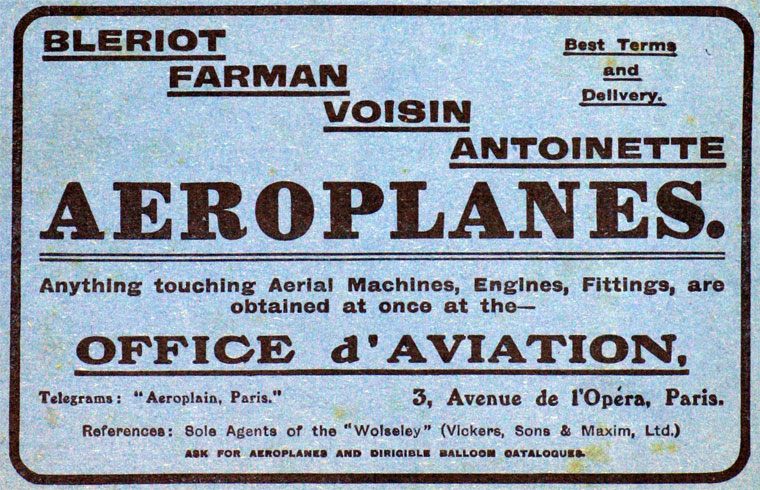 BLERIOT
FARMAN
VOISIN
ANTOINETTE
Best Terms
and
Delivery.
AEROPLANES.
Anything touching Aerial Machines, Engines, Fittings, are
obtained at once at the—
OFFICE d'AVIATION,
Telegrams: "Aeroplain, Paris."
3, Avenue de l'Opéra, Paris.
References: Sole Agents of the "Wolseley" (Vickers, Sons & Maxim, Ltd.)
ASK FOR AEROPLANES AND DIRIGIBLE BALLOON CATALOGUES.